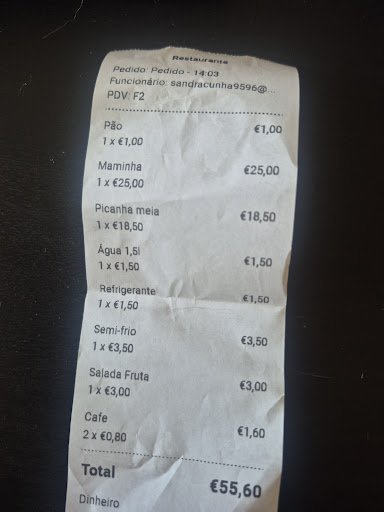 Restaurante
Pedido: Pedido - 14:03
Funcionário: sandracunha9596@...
PDV: F2
Pão €1,00
1 x €1,00
Maminha €25,00
1 x €25,00
Picanha meia €18,50
1 x €18,50
Água 1,5l €1,50
1 x €1,50
Refrigerante €1,50
1 x €1,50
Semi-frio €3,50
1 x €3,50
Salada Fruta €3,00
1 x €3,00
Cafe €1,60
2 x €0,80
Total €55,60
Dinheiro